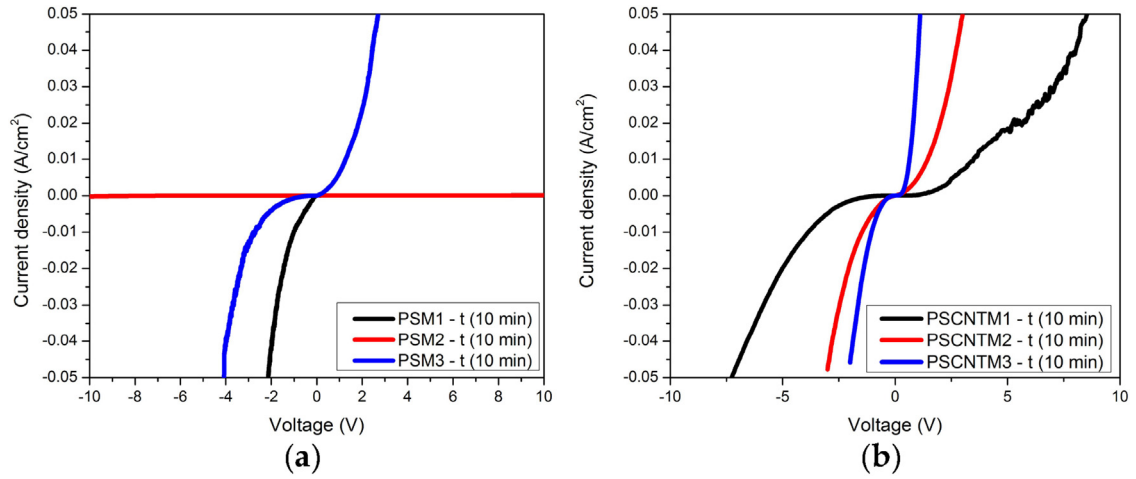 0.05
0.04
0.03
0.02
0.01
0.00
-0.01
-0.02
-0.03
-0.04
-0.05
Current density (A/cm²)
-10 -8 -6 -4 -2 0 2 4 6 8 10
Voltage (V)
PSM1 - t (10 min)
PSM2 - t (10 min)
PSM3 - t (10 min)
(a)
0.05
0.04
0.03
0.02
0.01
0.00
-0.01
-0.02
-0.03
-0.04
-0.05
Current density (A/cm²)
-10 -5 0 5 10
Voltage (V)
PSCNTM1 - t (10 min)
PSCNTM2 - t (10 min)
PSCNTM3 - t (10 min)
(b)